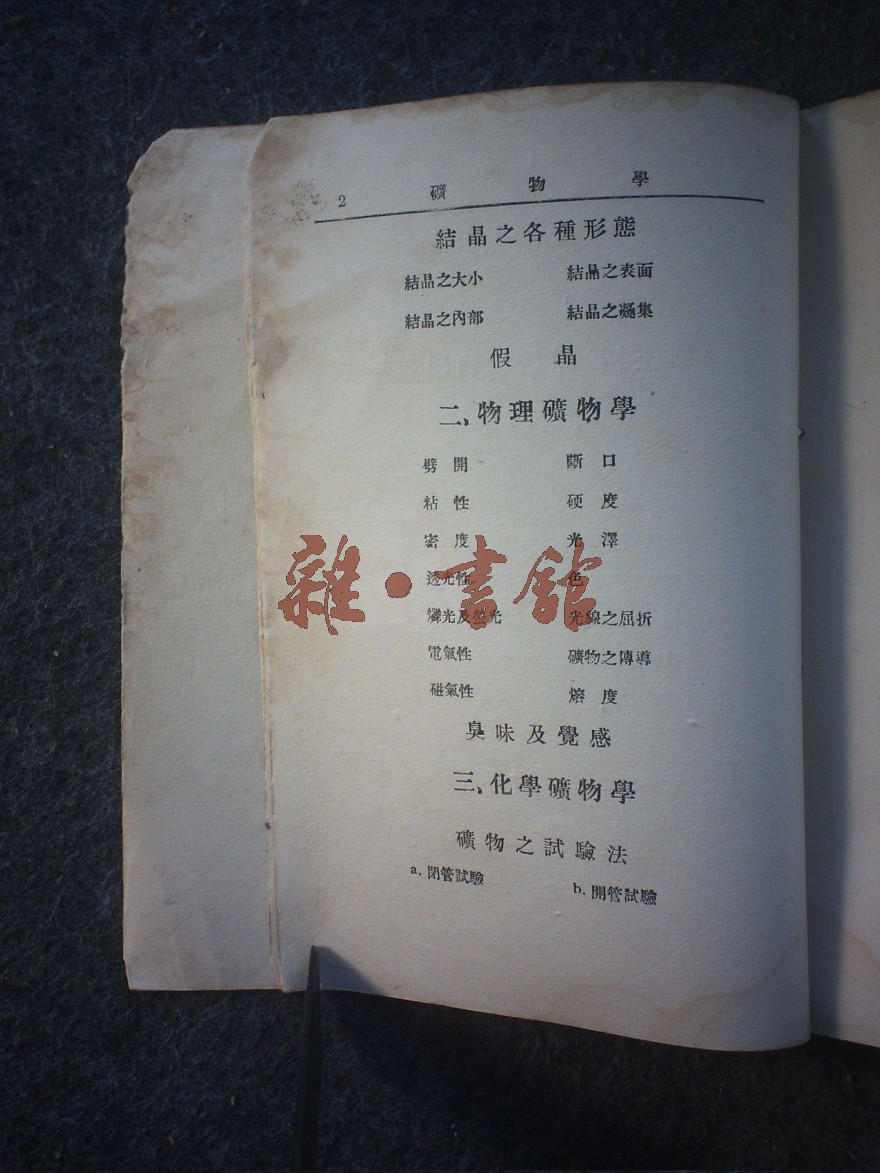 2 礦物學
結晶之各種形態
結晶之大小 結晶之表面
結晶之內部 結晶之凝集
假晶
二、物理礦物學
劈開 斷口
粘性 硬度
密度 光澤
透光性 色
燐光及螢光 光線之屈折
電氣性 礦物之傳導
磁氣性 熔度
臭味及覺感
三、化學礦物學
礦物之試驗法
a. 閉管試驗 b. 開管試驗
雜·書館